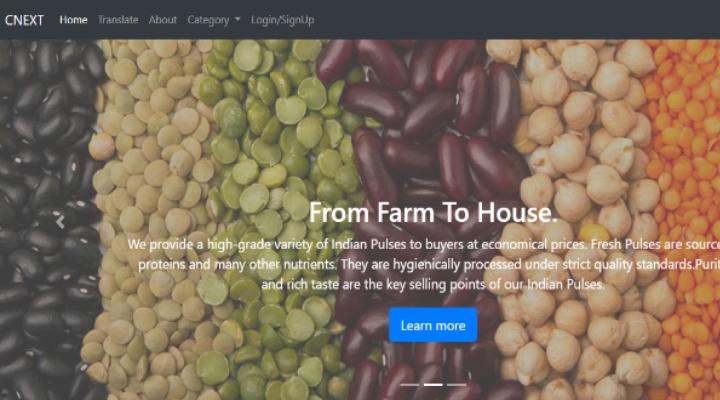 CNEXT Home Translate About Category Login/SignUp
From Farm To House.
We provide a high-grade variety of Indian Pulses to buyers at economical prices. Fresh Pulses are source
proteins and many other nutrients. They are hygienically processed under strict quality standards.Purit
and rich taste are the key selling points of our Indian Pulses.
Learn more